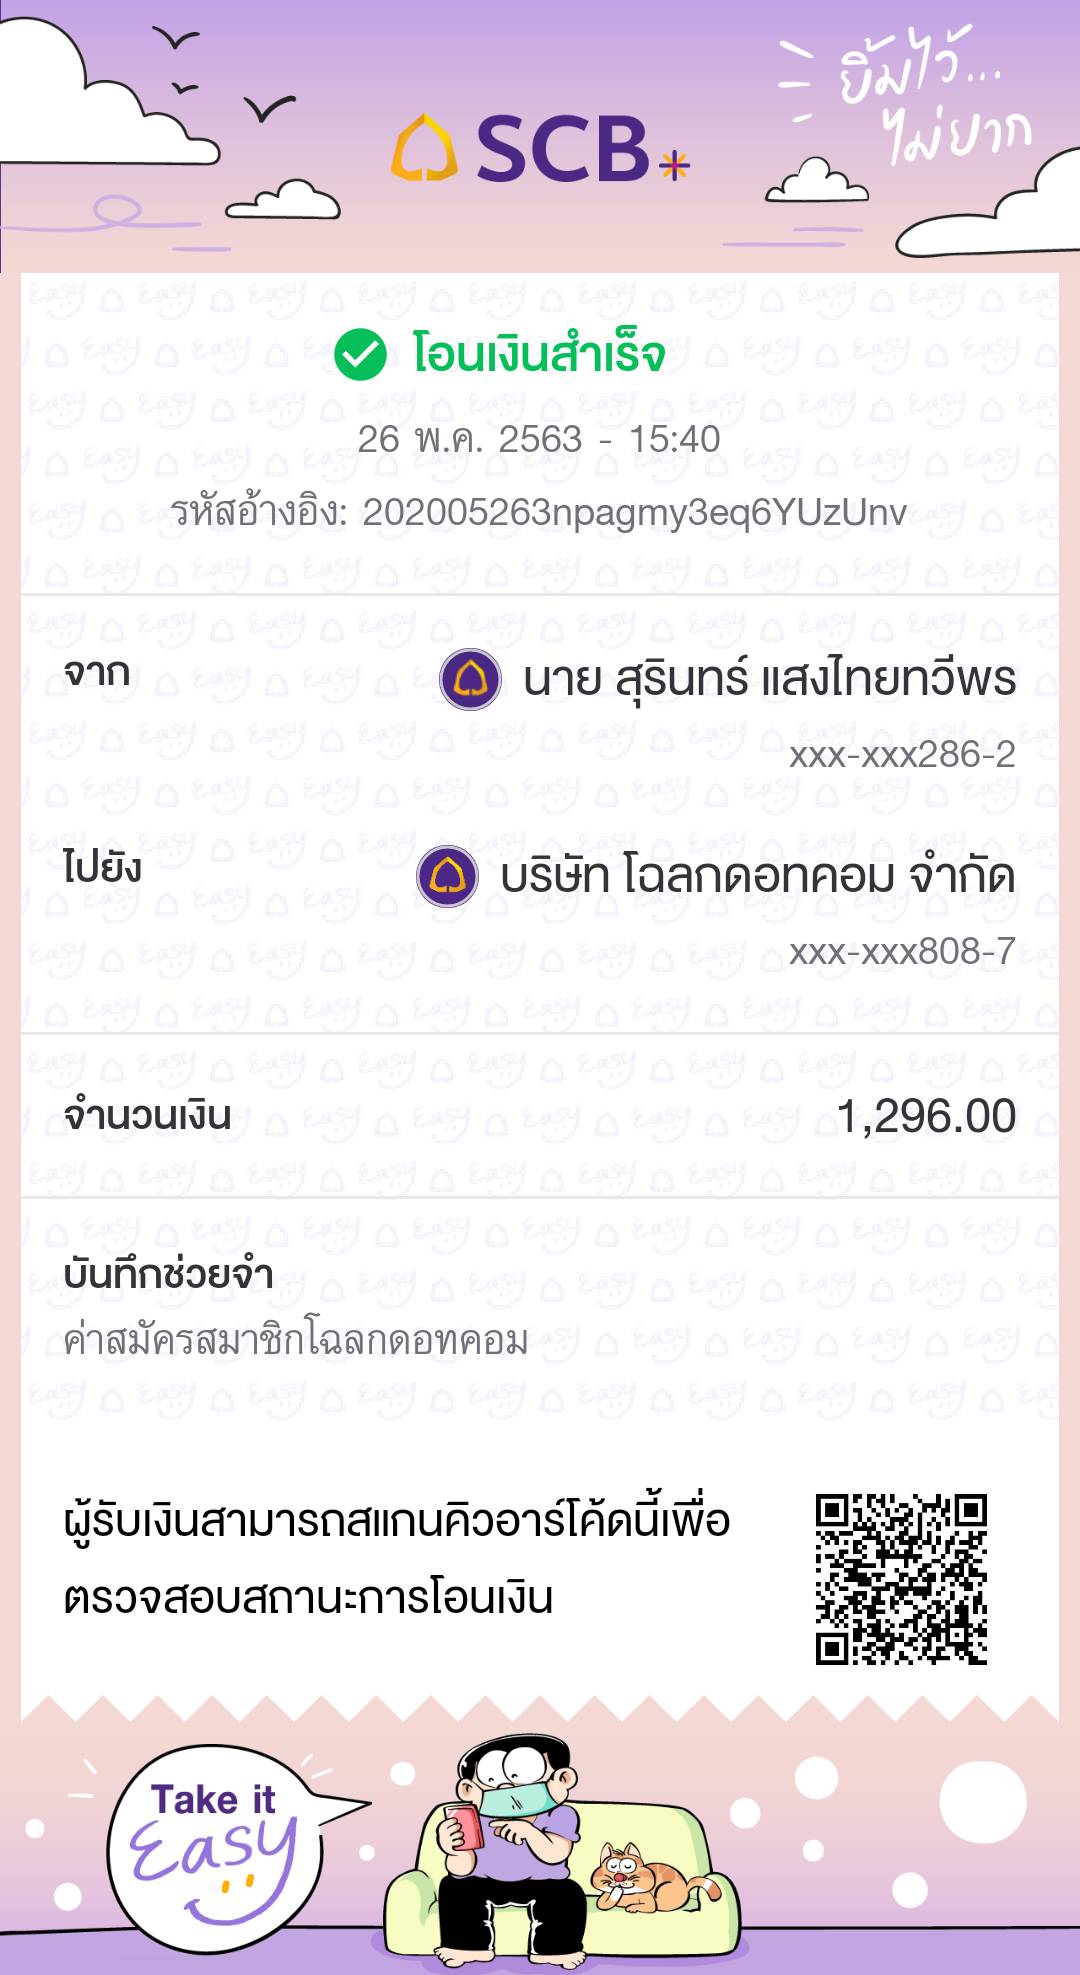 ยิ้มไว้...
ไม่ยาก
SCB
โอนเงินสำเร็จ
26 พ.ค. 2563 - 15:40
รหัสอ้างอิง: 202005263npagmy3eq6YUzUnv
จาก
นาย สุรินทร์ แสงไทยทวีพร
xxx-xxx286-2
ไปยัง
บริษัท โฉลกดอทคอม จำกัด
xxx-xxx808-7
จำนวนเงิน
1,296.00
บันทึกช่วยจำ
ค่าสมัครสมาชิกโฉลกดอทคอม
ผู้รับเงินสามารถสแกนคิวอาร์โค้ดนี้เพื่อ
ตรวจสอบสถานะการโอนเงิน
Take it
Easy